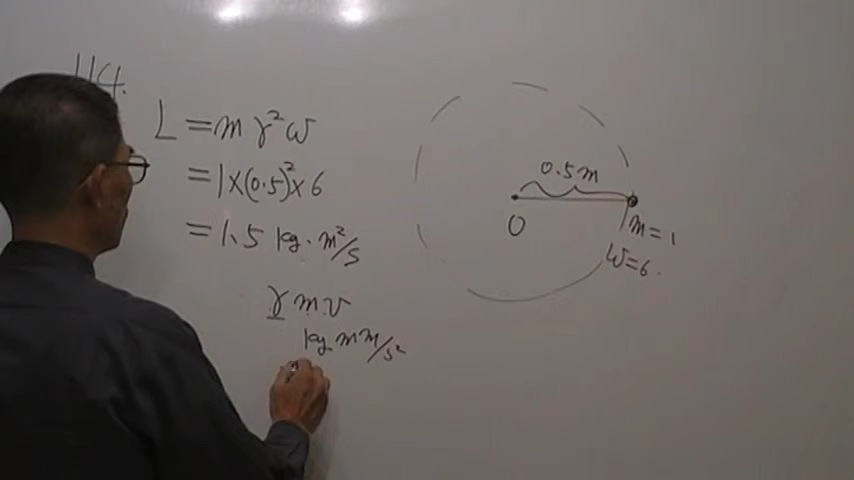 114.
L = m r² ω
= 1 × (0.5)² × 6
= 1.5 kg · m²/s
r m v
kg m m/s²
0.5m
O
m = 1
ω = 6.